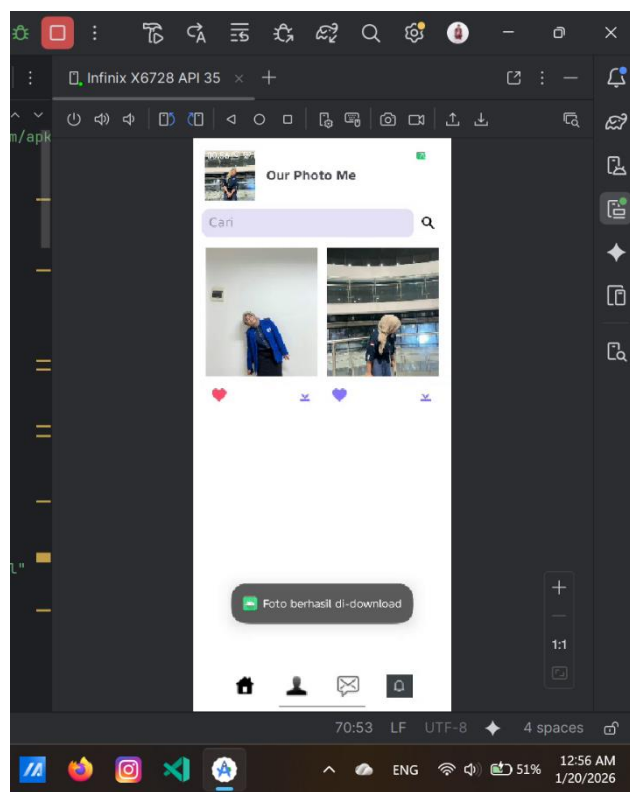 Infinix X6728 API 35
m/apk
Our Photo Me
Cari
l"
Foto berhasil di-download
1:1
70:53 LF UTF-8 4 spaces
ENG 51% 12:56 AM
1/20/2026